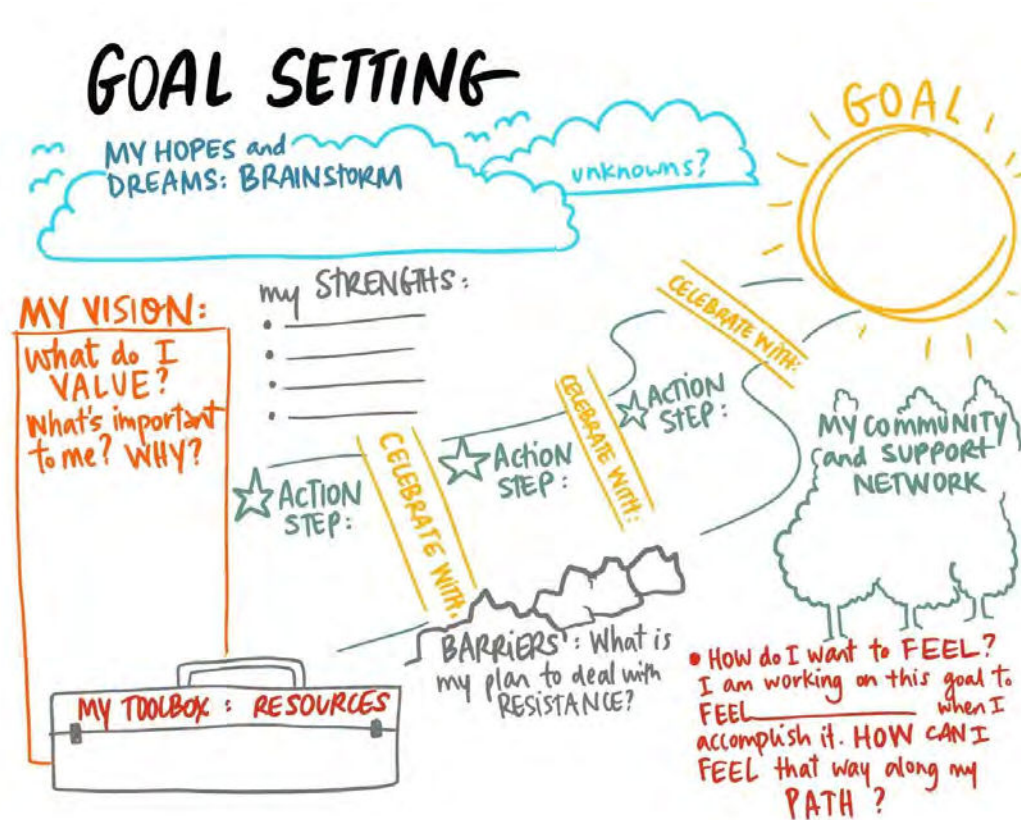 GOAL SETTING
MY HOPES and
DREAMS: BRAINSTORM
unknowns?
GOAL
MY VISION:
What do I
VALUE?
What's important
to me? WHY?
my STRENGTHS:
ACTION
STEP:
CELEBRATE WITH:
ACTION
STEP:
CELEBRATE WITH:
ACTION
STEP:
CELEBRATE WITH:
MY COMMUNITY
and SUPPORT
NETWORK
BARRIERS: What is
my plan to deal with
RESISTANCE?
MY TOOLBOX: RESOURCES
• HOW do I want to FEEL?
I am working on this goal to
FEEL__________ when I
accomplish it. HOW CAN I
FEEL that way along my
PATH?